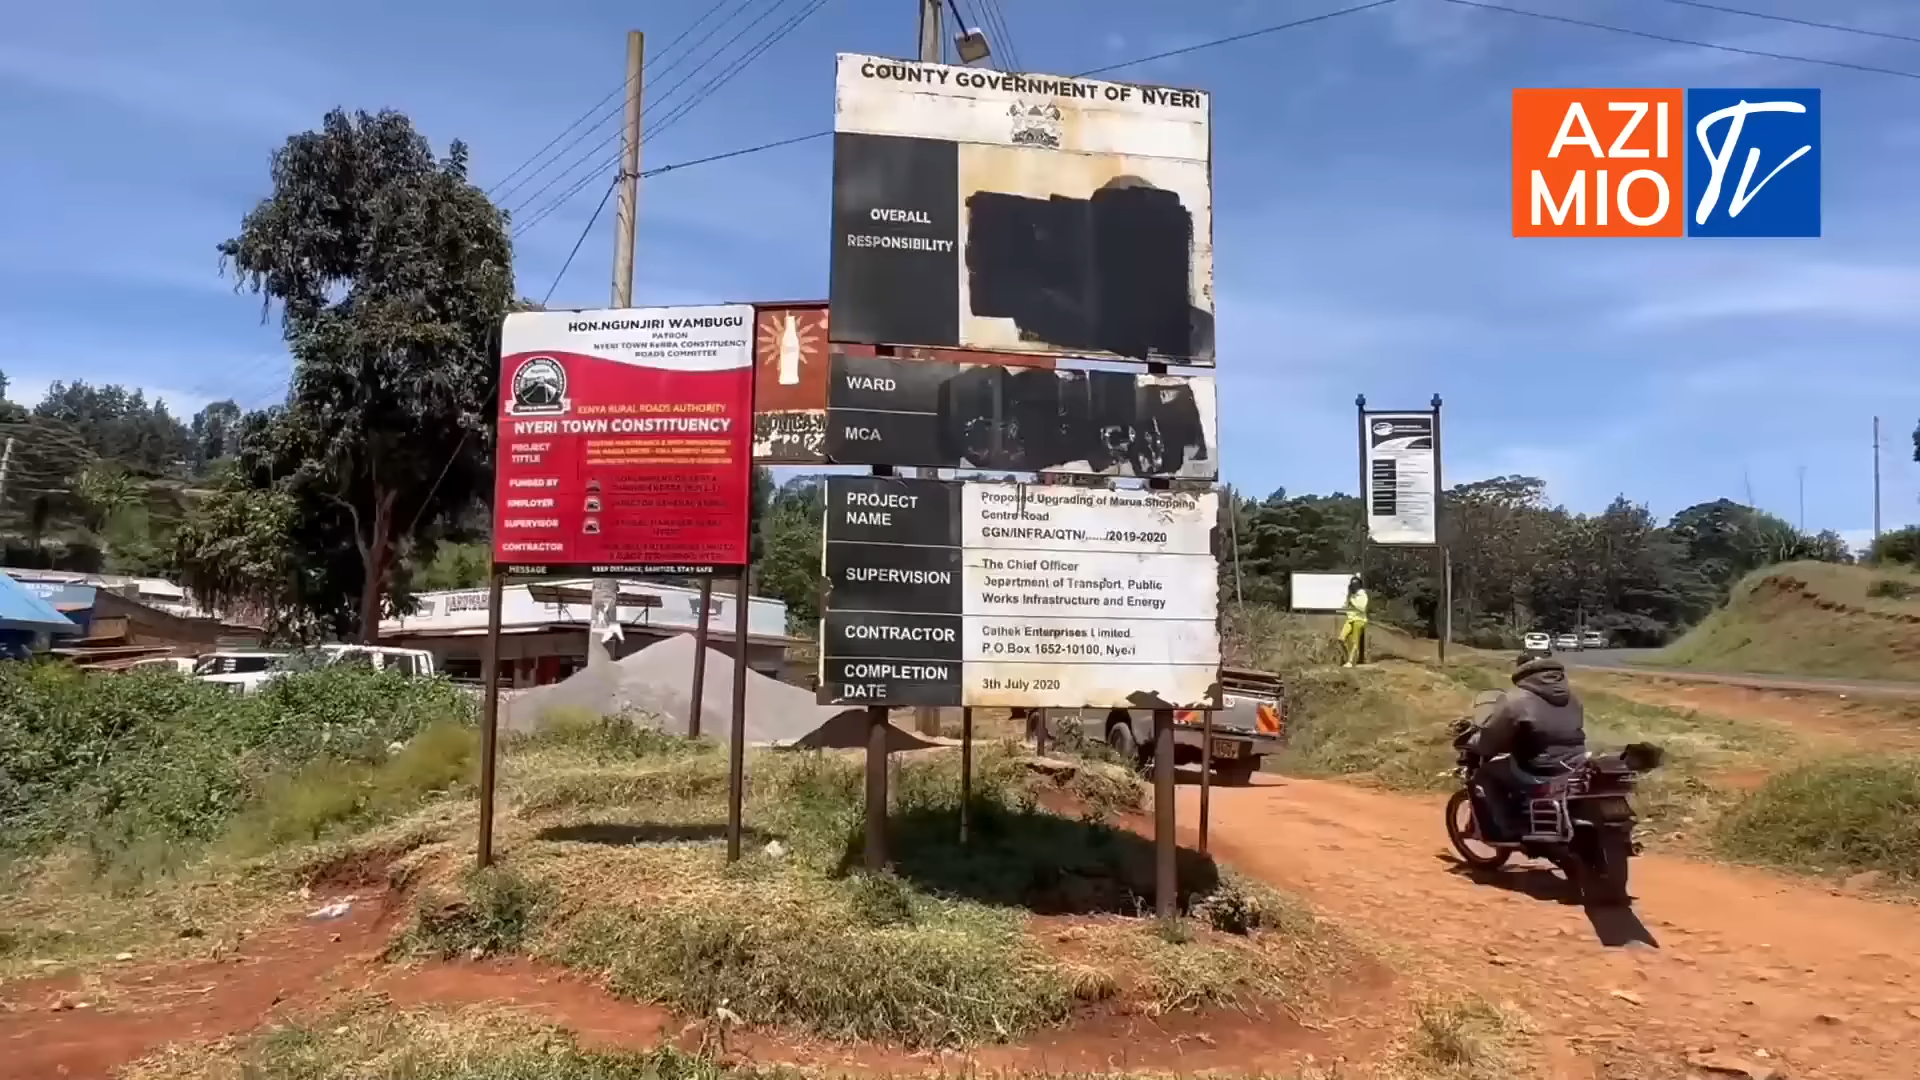 COUNTY GOVERNMENT OF NYERI
OVERALL
RESPONSIBILITY
WARD
MCA
PROJECT
NAME
Proposed Upgrading of Marua Shopping
Centre Road
CGN/INFRA/QTN/....../2019-2020
SUPERVISION
The Chief Officer
Department of Transport, Public
Works Infrastructure and Energy
CONTRACTOR
Cathek Enterprises Limited.
P.O.Box 1652-10100, Nyeri
COMPLETION
DATE
3th July 2020
HON.NGUNJIRI WAMBUGU
PATRON
NYERI TOWN KeRRA CONSTITUENCY
ROADS COMMITTEE
KENYA RURAL ROADS AUTHORITY
NYERI TOWN CONSTITUENCY
PROJECT
TITTLE
FUNDED BY
EMPLOYER
SUPERVISOR
CONTRACTOR
MESSAGE
KEEP DISTANCE, SANITIZE, STAY SAFE
AZI
MIO
TV